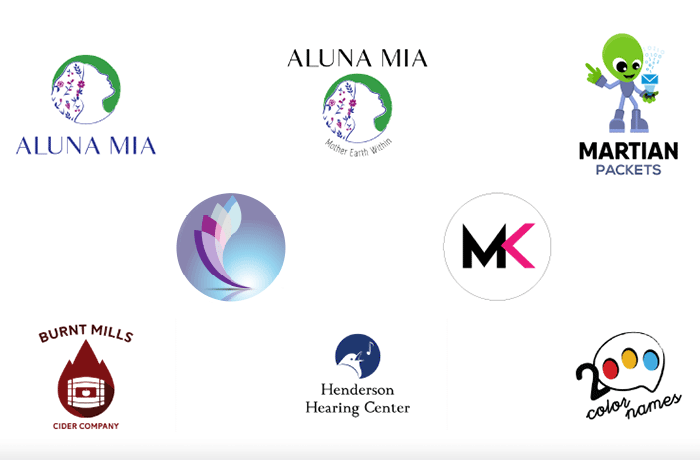 ALUNA MIA
ALUNA MIA
Mother Earth Within
MARTIAN
PACKETS
MK
BURNT MILLS
CIDER COMPANY
Henderson
Hearing Center
20
color names